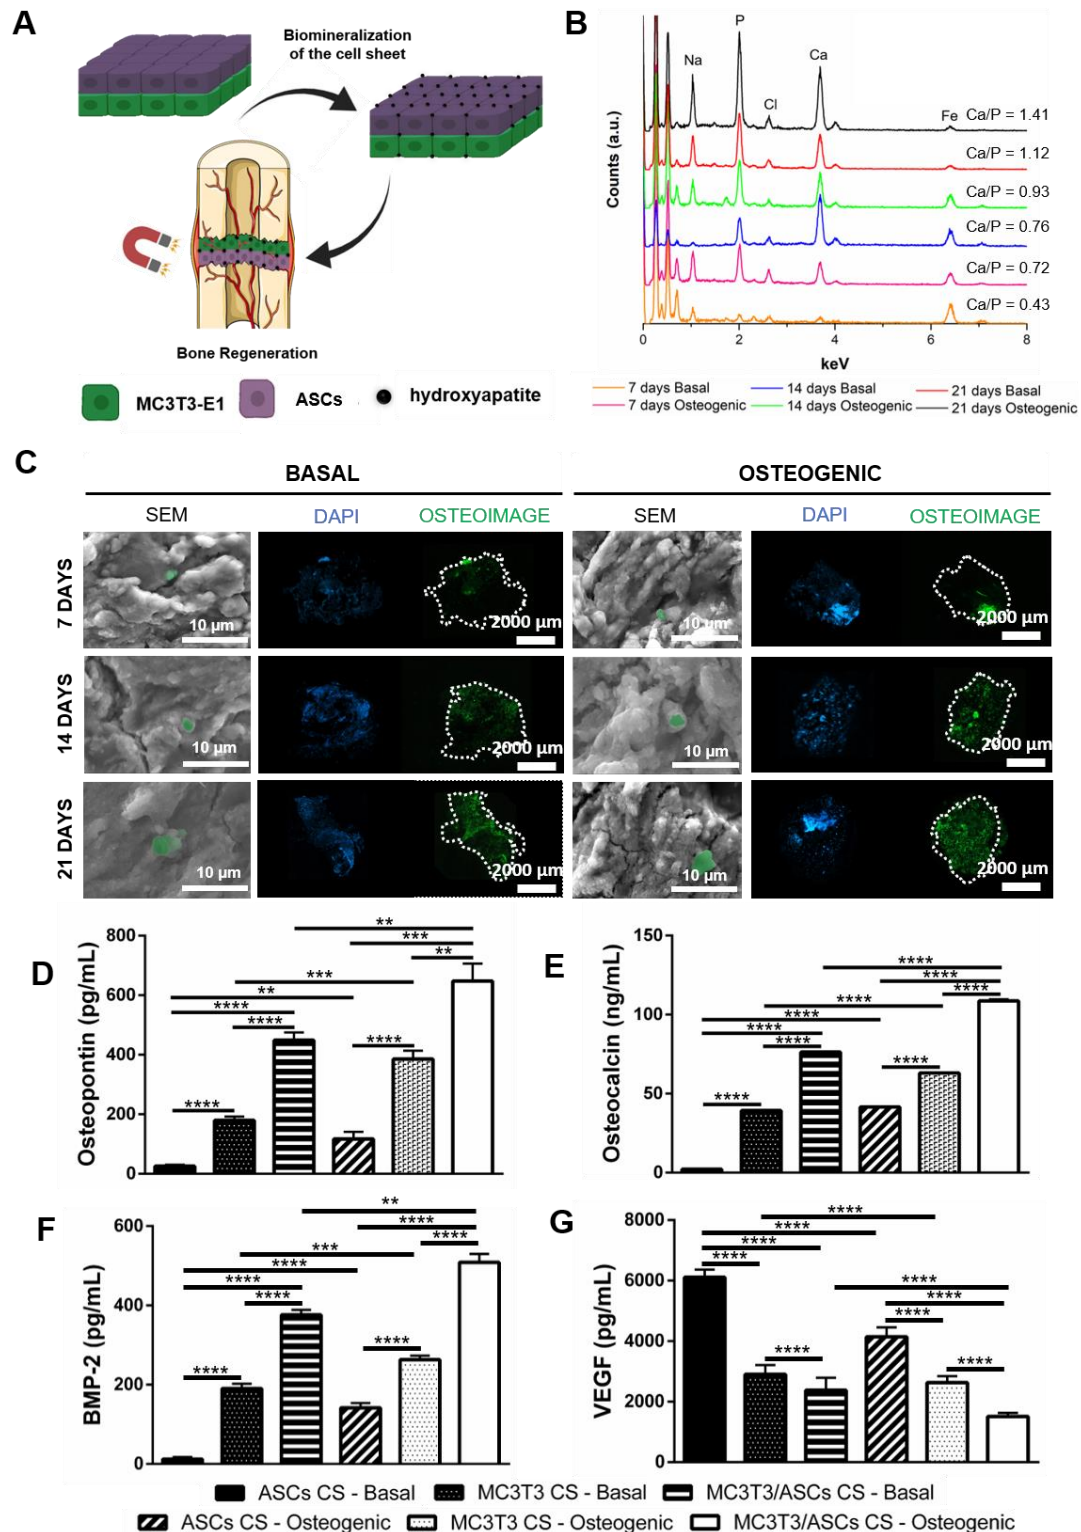 A
Biomineralization
of the cell sheet
Bone Regeneration
MC3T3-E1
ASCs
hydroxyapatite
B
Counts (a.u.)
Na
P
Cl
Ca
Fe
Ca/P = 1.41
Ca/P = 1.12
Ca/P = 0.93
Ca/P = 0.76
Ca/P = 0.72
Ca/P = 0.43
0 2 4 6 8
keV
7 days Basal 14 days Basal 21 days Basal
7 days Osteogenic 14 days Osteogenic 21 days Osteogenic
C
BASAL OSTEOGENIC
SEM DAPI OSTEOIMAGE SEM DAPI OSTEOIMAGE
7 DAYS
10 µm 2000 µm 10 µm 2000 µm
14 DAYS
10 µm 2000 µm 10 µm 2000 µm
21 DAYS
10 µm 2000 µm 10 µm 2000 µm
D
Osteopontin (pg/mL)
800
600
400
200
0
**
***
**
***
**
****
****
****
****
E
Osteocalcin (ng/mL)
150
100
50
0
****
****
****
****
****
****
****
****
****
F
BMP-2 (pg/mL)
600
400
200
0
**
****
****
***
****
****
****
****
****
G
VEGF (pg/mL)
8000
6000
4000
2000
0
****
****
****
****
****
****
****
****
****
ASCs CS - Basal MC3T3 CS - Basal MC3T3/ASCs CS - Basal
ASCs CS - Osteogenic MC3T3 CS - Osteogenic MC3T3/ASCs CS - Osteogenic